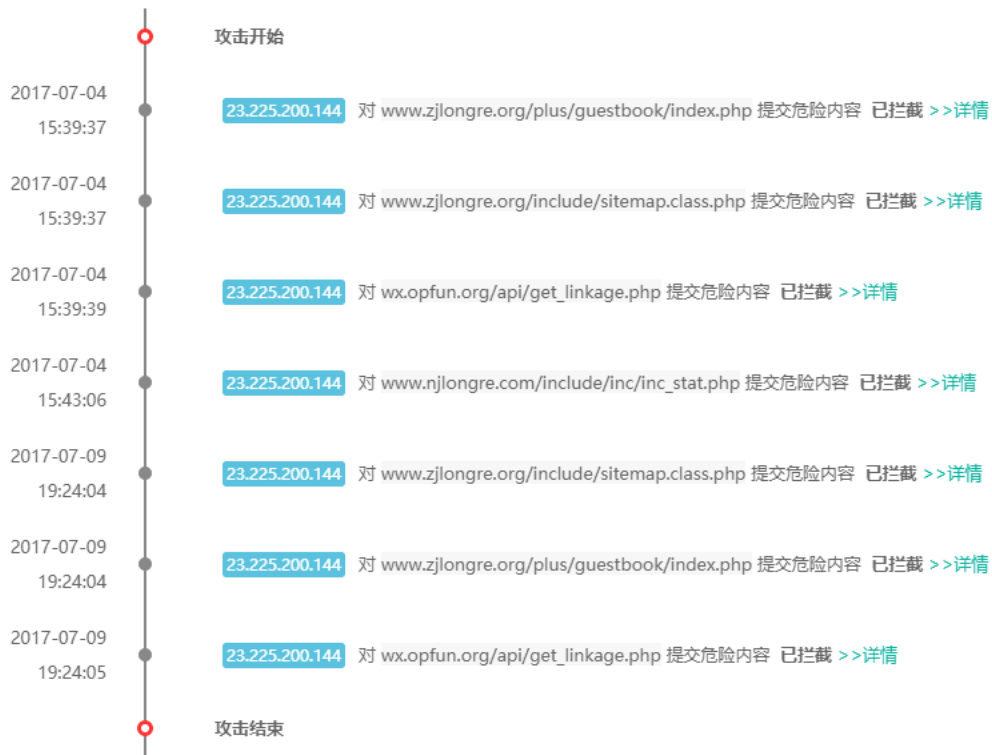 攻击开始
2017-07-04
15:39:37
23.225.200.144 对 www.zjlongre.org/plus/guestbook/index.php 提交危险内容 已拦截 >>详情
2017-07-04
15:39:37
23.225.200.144 对 www.zjlongre.org/include/sitemap.class.php 提交危险内容 已拦截 >>详情
2017-07-04
15:39:39
23.225.200.144 对 wx.opfun.org/api/get_linkage.php 提交危险内容 已拦截 >>详情
2017-07-04
15:43:06
23.225.200.144 对 www.njlongre.com/include/inc/inc_stat.php 提交危险内容 已拦截 >>详情
2017-07-09
19:24:04
23.225.200.144 对 www.zjlongre.org/include/sitemap.class.php 提交危险内容 已拦截 >>详情
2017-07-09
19:24:04
23.225.200.144 对 www.zjlongre.org/plus/guestbook/index.php 提交危险内容 已拦截 >>详情
2017-07-09
19:24:05
23.225.200.144 对 wx.opfun.org/api/get_linkage.php 提交危险内容 已拦截 >>详情
攻击结束